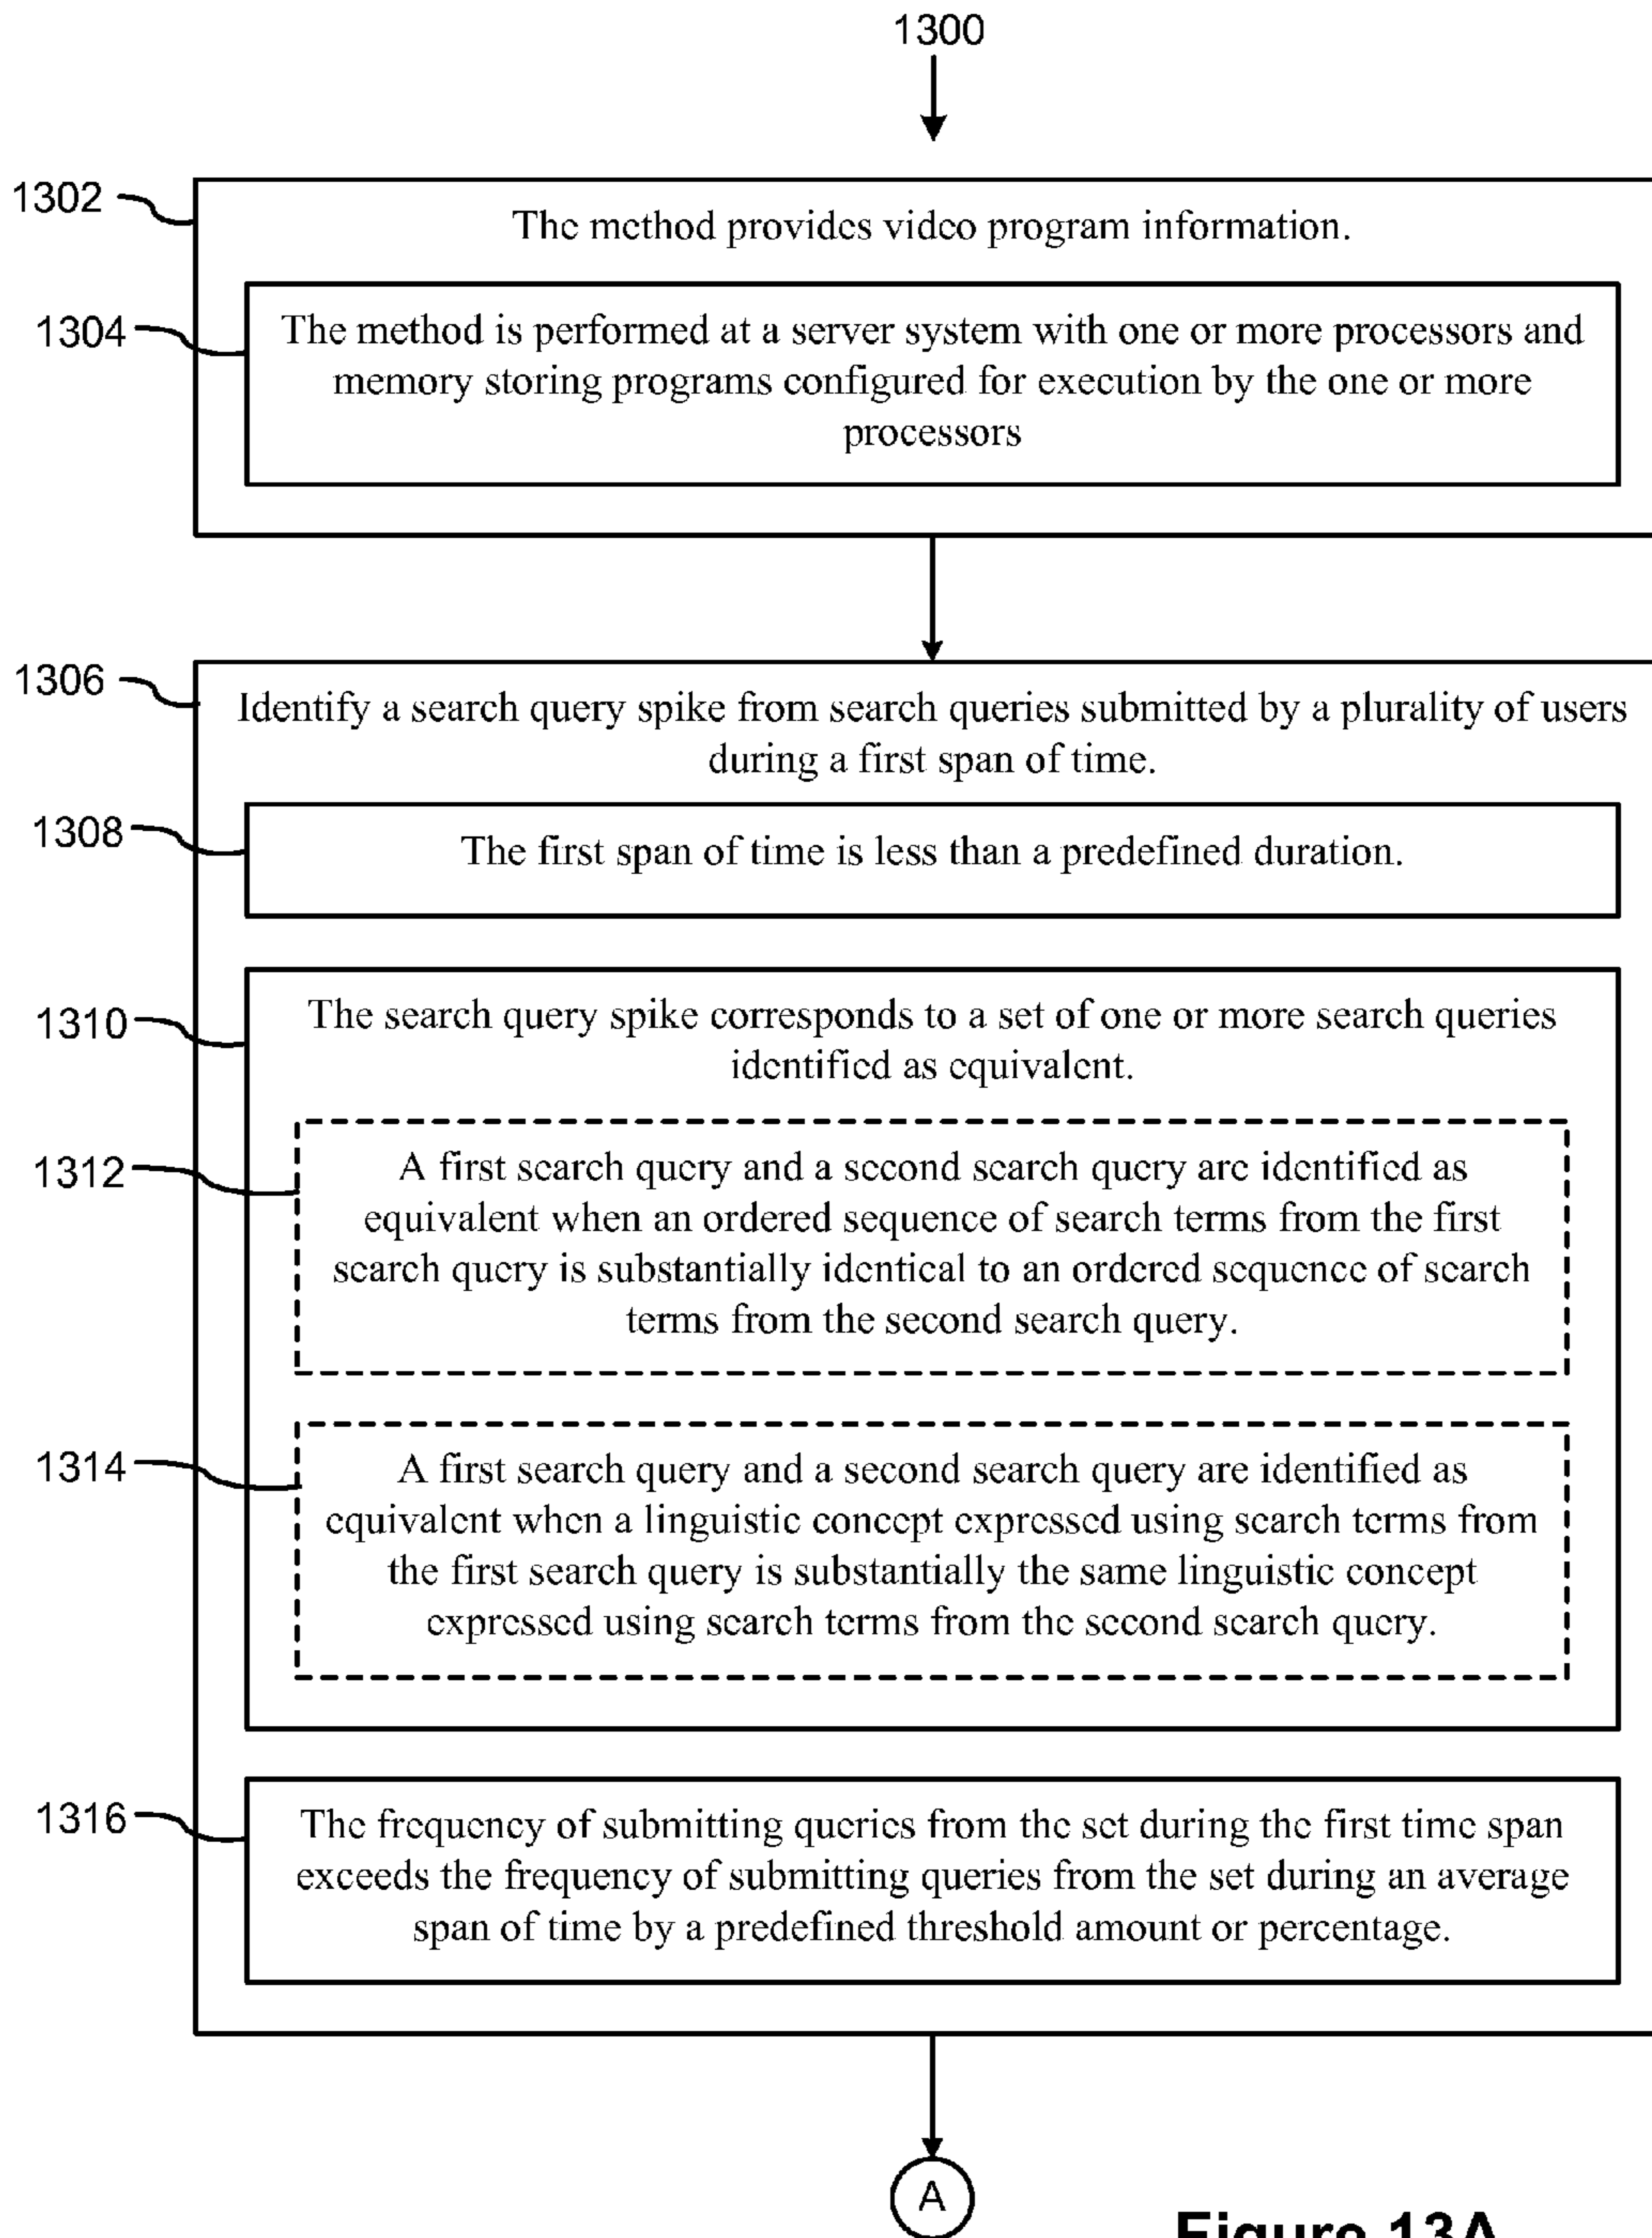 1300
1302
The method provides video program information.
1304
The method is performed at a server system with one or more processors and
memory storing programs configured for execution by the one or more
processors
1306
Identify a search query spike from search queries submitted by a plurality of users
during a first span of time.
1308
The first span of time is less than a predefined duration.
1310
The search query spike corresponds to a set of one or more search queries
identified as equivalent.
1312
A first search query and a second search query are identified as
equivalent when an ordered sequence of search terms from the first
search query is substantially identical to an ordered sequence of search
terms from the second search query.
1314
A first search query and a second search query are identified as
equivalent when a linguistic concept expressed using search terms from
the first search query is substantially the same linguistic concept
expressed using search terms from the second search query.
1316
The frequency of submitting queries from the set during the first time span
exceeds the frequency of submitting queries from the set during an average
span of time by a predefined threshold amount or percentage.
A
Figure 13A